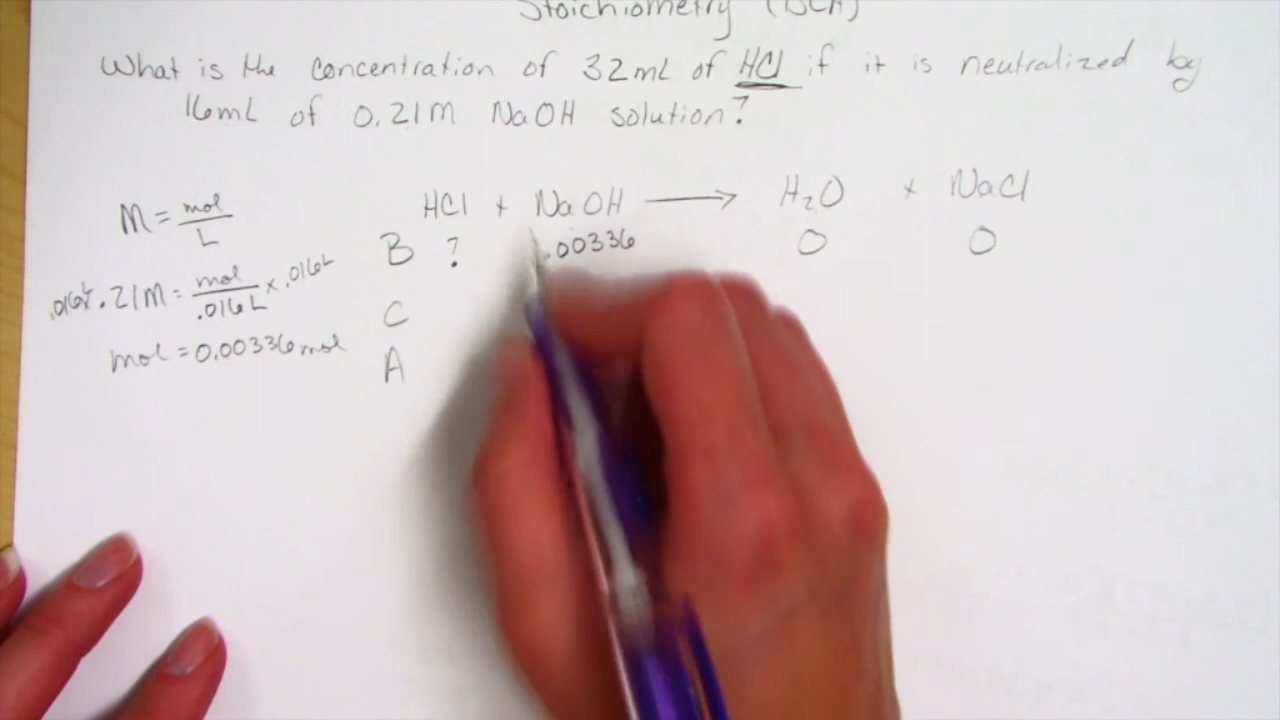 Stoichiometry (BCA)
What is the concentration of 32mL of HCl if it is neutralized by
16mL of 0.21M NaOH solution?
M = mol/L
HCl + NaOH → H₂O + NaCl
B ? .00336 0 0
.016L × .21M = mol/.016L × .016L
C
mol = 0.00336 mol
A